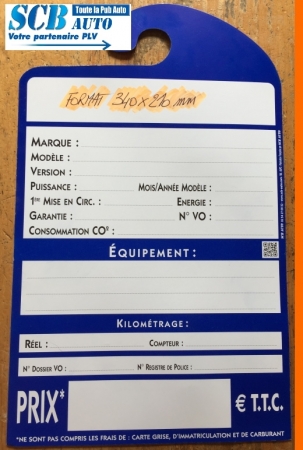 SCB Toute la Pub Auto
AUTO
Votre partenaire PLV
FORMAT 340 x 210 mm
MARQUE :
MODÈLE :
VERSION :
PUISSANCE : MOIS/ANNÉE MODÈLE :
1ÈRE MISE EN CIRC. : ENERGIE :
GARANTIE : N° VO :
CONSOMMATION CO² :
ÉQUIPEMENT :
KILOMÉTRAGE :
RÉEL : COMPTEUR :
N° DOSSIER VO : N° REGISTRE DE POLICE :
PRIX* € T.T.C.
*NE SONT PAS COMPRIS LES FRAIS DE : CARTE GRISE, D'IMMATRICULATION ET DE CARBURANT